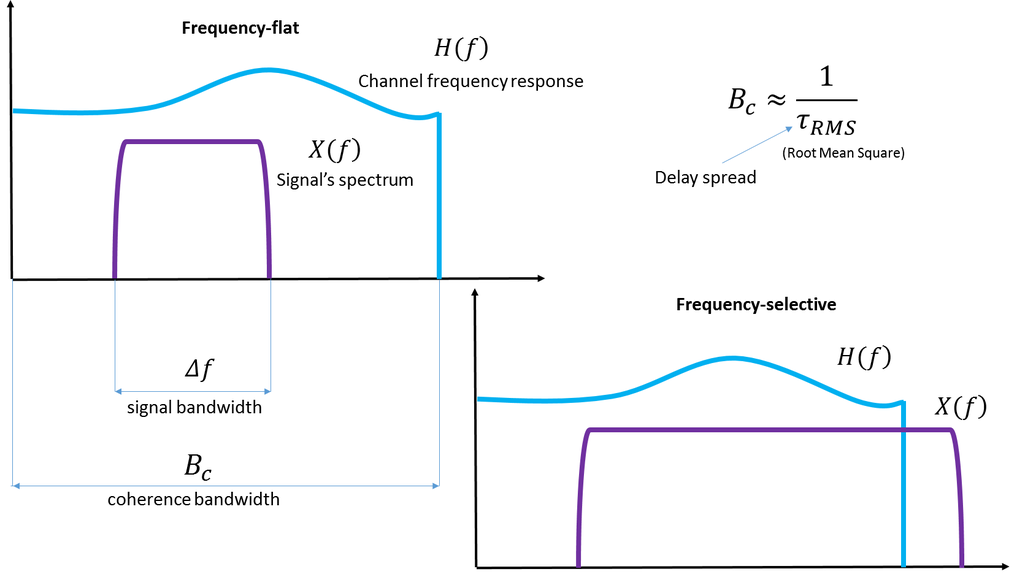 Frequency-flat
H(f)
Channel frequency response
X(f)
Signal's spectrum
B_c ≈ 1/τ_RMS
(Root Mean Square)
Delay spread
Δf
signal bandwidth
B_c
coherence bandwidth
Frequency-selective
H(f)
X(f)